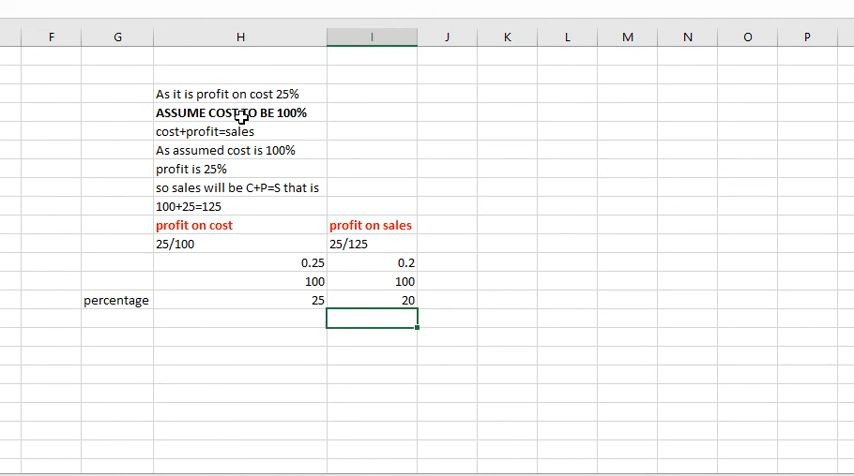 F G H I J K L M N O P
As it is profit on cost 25%
ASSUME COST TO BE 100%
cost+profit=sales
As assumed cost is 100%
profit is 25%
so sales will be C+P=S that is
100+25=125
profit on cost profit on sales
25/100 25/125
0.25 0.2
100 100
percentage 25 20